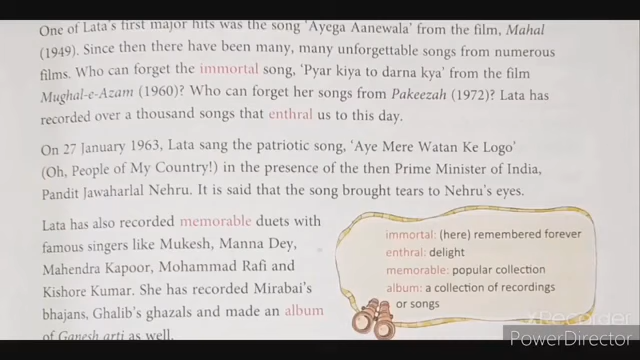 One of Lata's first major hits was the song 'Ayega Aanewala' from the film, Mahal
(1949). Since then there have been many, many unforgettable songs from numerous
films. Who can forget the immortal song, 'Pyar kiya to darna kya' from the film
Mughal-e-Azam (1960)? Who can forget her songs from Pakeezah (1972)? Lata has
recorded over a thousand songs that enthral us to this day.
On 27 January 1963, Lata sang the patriotic song, 'Aye Mere Watan Ke Logo'
(Oh, People of My Country!) in the presence of the then Prime Minister of India,
Pandit Jawaharlal Nehru. It is said that the song brought tears to Nehru's eyes.
Lata has also recorded memorable duets with
famous singers like Mukesh, Manna Dey,
Mahendra Kapoor, Mohammad Rafi and
Kishore Kumar. She has recorded Mirabai's
bhajans, Ghalib's ghazals and made an album
of Ganesh arti as well.
immortal: (here) remembered forever
enthral: delight
memorable: popular collection
album: a collection of recordings
or songs
XRecorder
Made with
PowerDirector